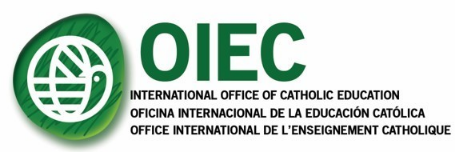 OIEC
INTERNATIONAL OFFICE OF CATHOLIC EDUCATION
OFICINA INTERNACIONAL DE LA EDUCACIÓN CATÓLICA
OFFICE INTERNATIONAL DE L'ENSEIGNEMENT CATHOLIQUE